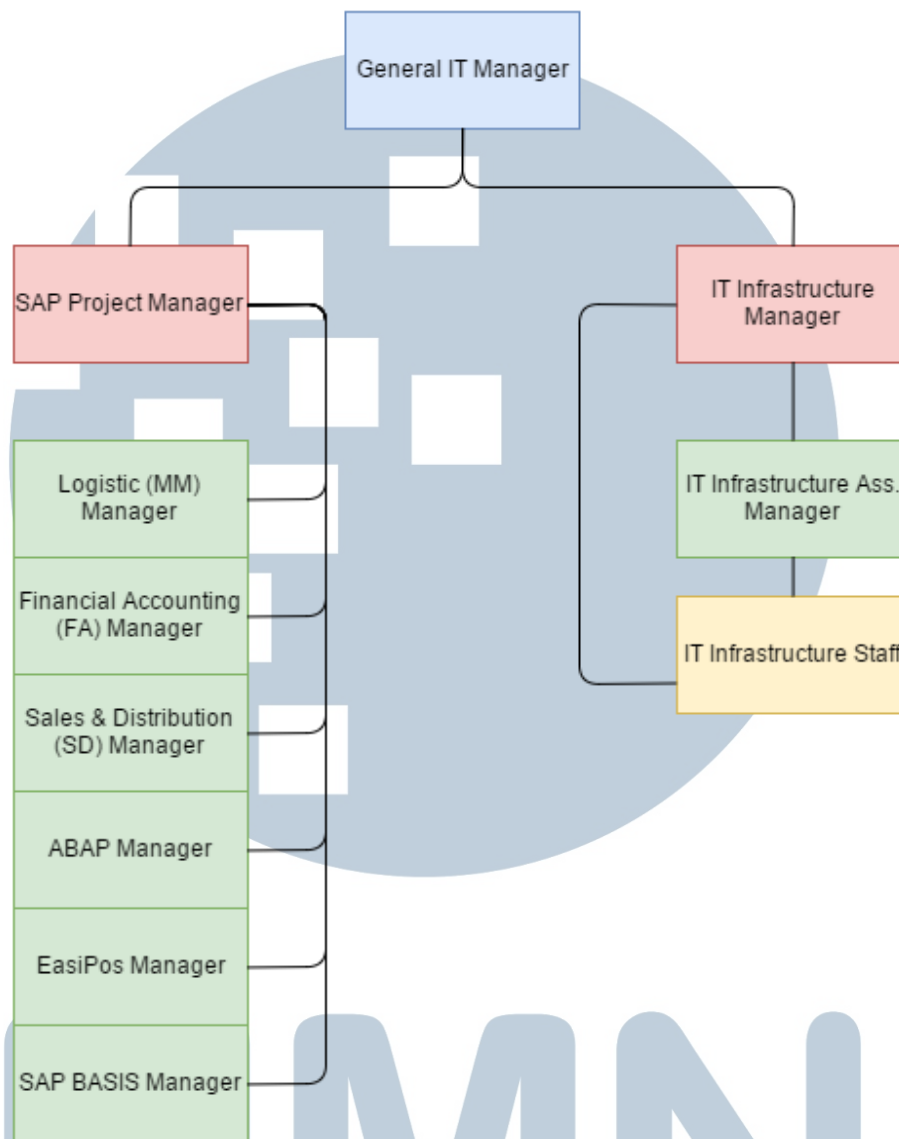 General IT Manager
SAP Project Manager
IT Infrastructure
Manager
Logistic (MM)
Manager
IT Infrastructure Ass.
Manager
Financial Accounting
(FA) Manager
IT Infrastructure Staff
Sales & Distribution
(SD) Manager
ABAP Manager
EasiPos Manager
SAP BASIS Manager